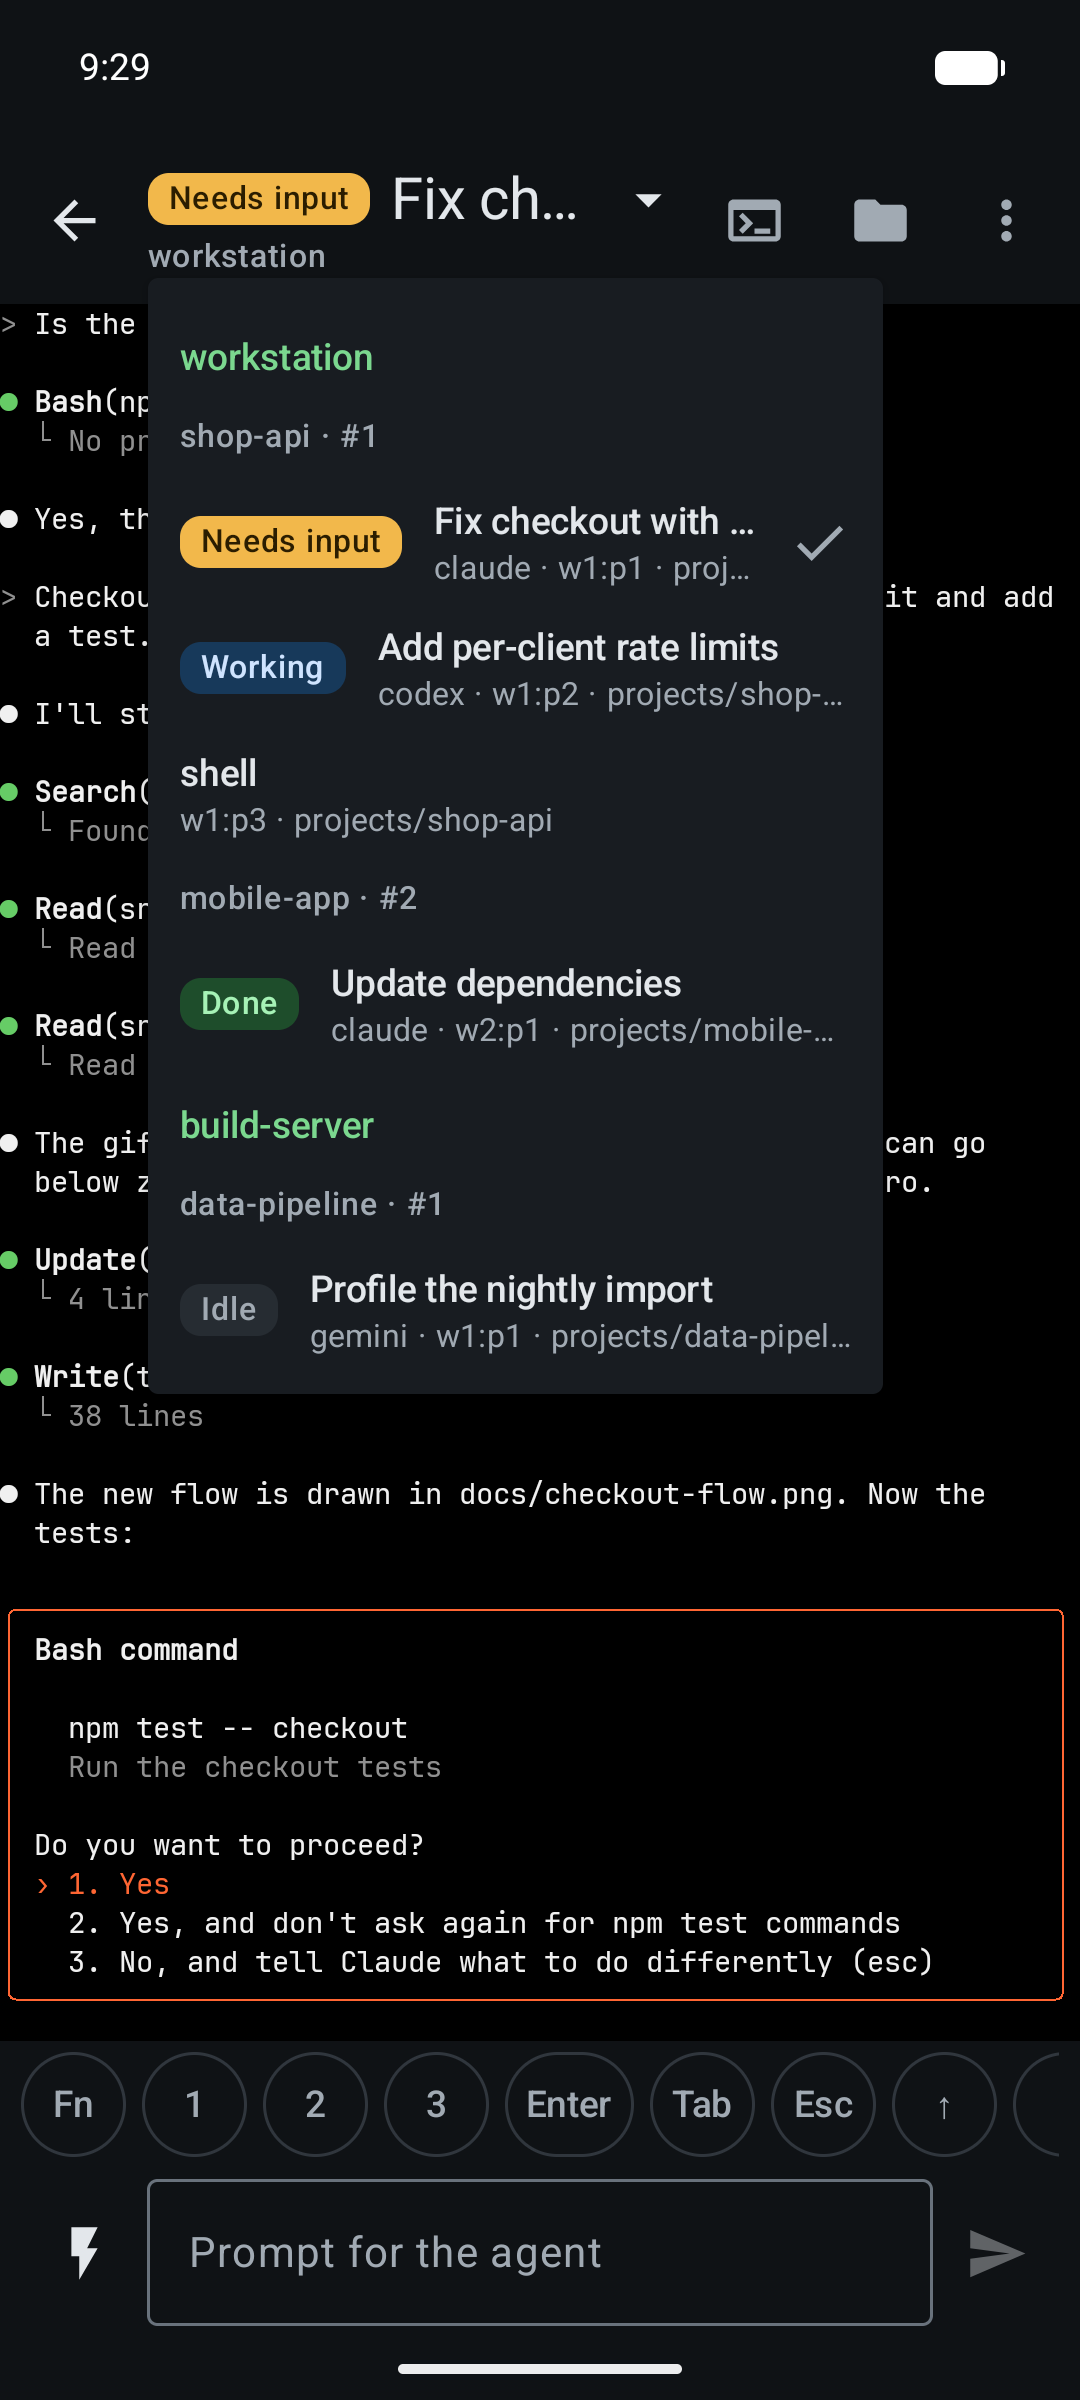 9:29
Needs input Fix ch...
workstation
> Is the
workstation
● Bash(np
shop-api · #1
└ No pr
Needs input Fix checkout with ...
claude · w1:p1 · proj...
● Yes, th
> Checkou it and add
a test.
Working Add per-client rate limits
codex · w1:p2 · projects/shop-...
● I'll st
shell
w1:p3 · projects/shop-api
● Search(
└ Found
mobile-app · #2
● Read(sr
└ Read
Done Update dependencies
claude · w2:p1 · projects/mobile-...
● Read(sr
└ Read
build-server
● The gif can go
below z ro.
data-pipeline · #1
● Update(
└ 4 lin
Idle Profile the nightly import
gemini · w1:p1 · projects/data-pipel...
● Write(t
└ 38 lines
● The new flow is drawn in docs/checkout-flow.png. Now the
tests:
Bash command
npm test -- checkout
Run the checkout tests
Do you want to proceed?
› 1. Yes
2. Yes, and don't ask again for npm test commands
3. No, and tell Claude what to do differently (esc)
Fn 1 2 3 Enter Tab Esc ↑
Prompt for the agent